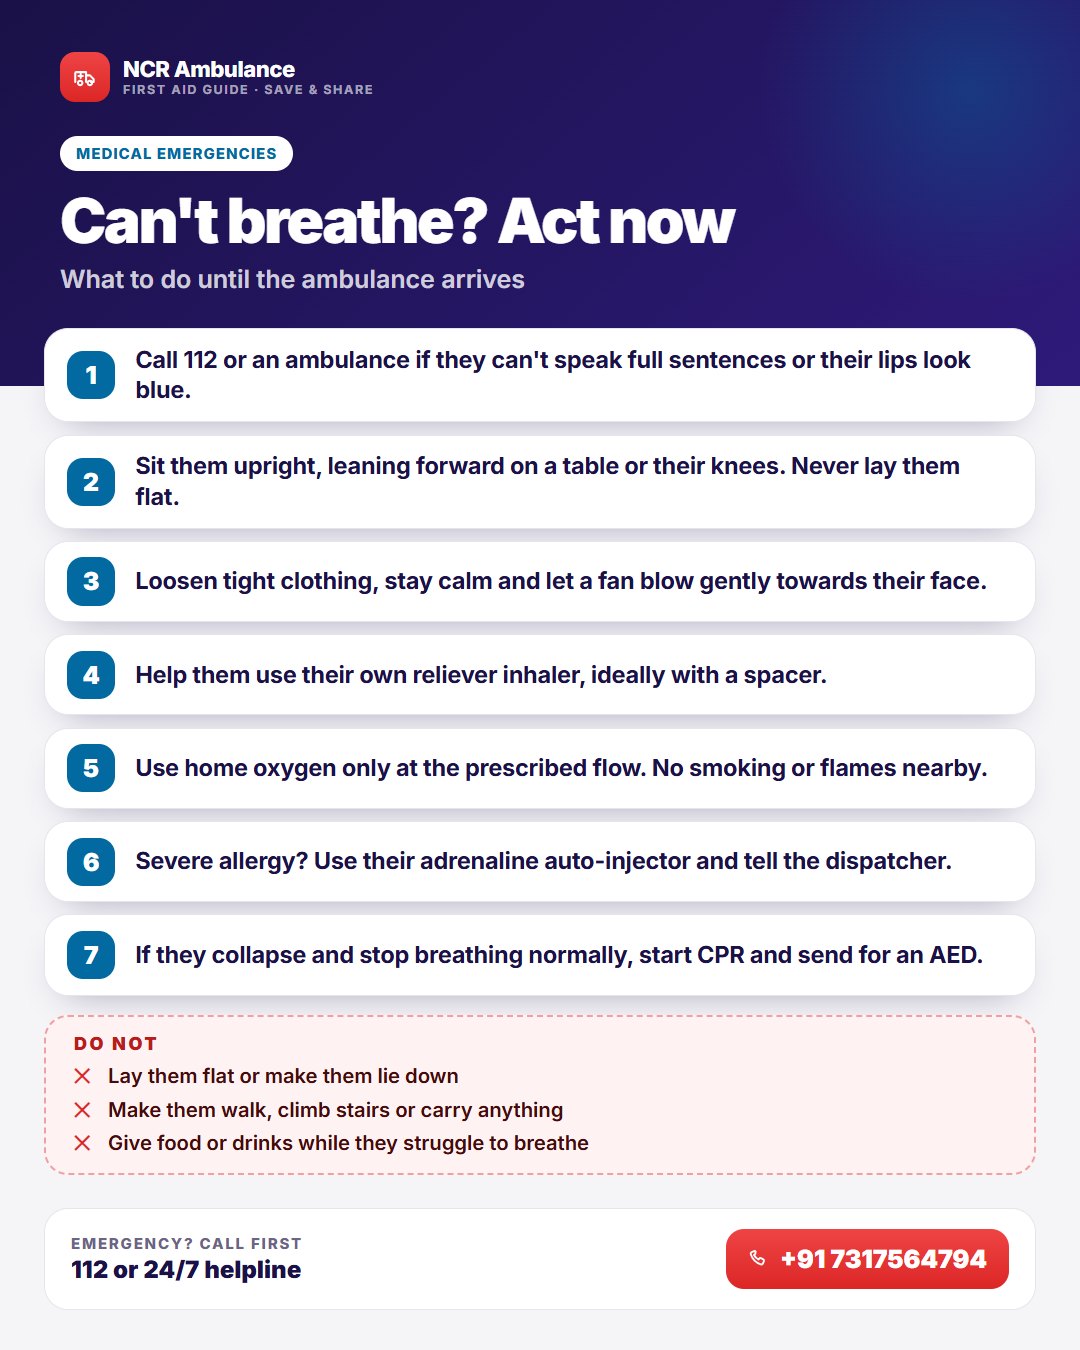 NCR Ambulance
FIRST AID GUIDE · SAVE & SHARE
MEDICAL EMERGENCIES
Can't breathe? Act now
What to do until the ambulance arrives
1 Call 112 or an ambulance if they can't speak full sentences or their lips look
blue.
2 Sit them upright, leaning forward on a table or their knees. Never lay them
flat.
3 Loosen tight clothing, stay calm and let a fan blow gently towards their face.
4 Help them use their own reliever inhaler, ideally with a spacer.
5 Use home oxygen only at the prescribed flow. No smoking or flames nearby.
6 Severe allergy? Use their adrenaline auto-injector and tell the dispatcher.
7 If they collapse and stop breathing normally, start CPR and send for an AED.
DO NOT
Lay them flat or make them lie down
Make them walk, climb stairs or carry anything
Give food or drinks while they struggle to breathe
EMERGENCY? CALL FIRST
112 or 24/7 helpline
+91 7317564794